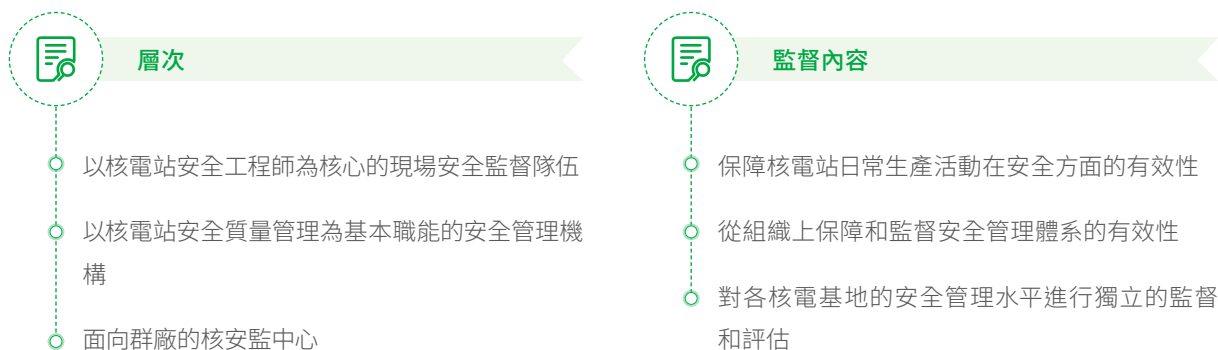 層次
以核電站安全工程師為核心的現場安全監督隊伍
以核電站安全質量管理為基本職能的安全管理機
構
面向群廠的核安監中心
監督內容
保障核電站日常生產活動在安全方面的有效性
從組織上保障和監督安全管理體系的有效性
對各核電基地的安全管理水平進行獨立的監督
和評估